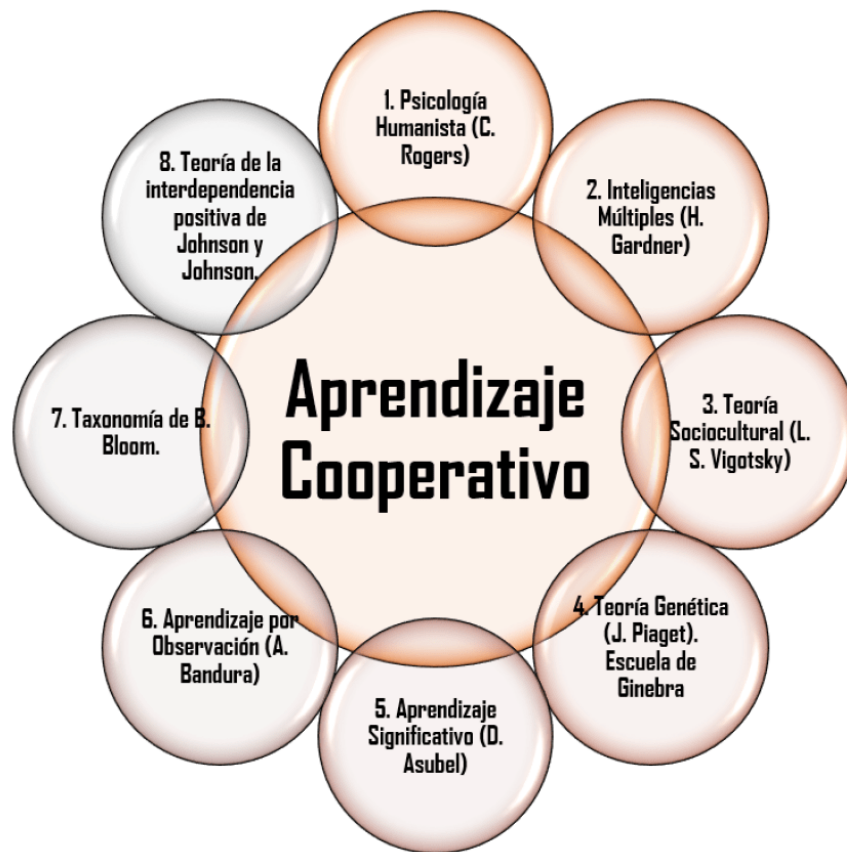 1. Psicología
Humanista (C.
Rogers)
2. Inteligencias
Múltiples (H.
Gardner)
3. Teoría
Sociocultural (L.
S. Vigotsky)
4. Teoría Genética
(J. Piaget).
Escuela de
Ginebra
5. Aprendizaje
Significativo (D.
Asubel)
6. Aprendizaje por
Observación (A.
Bandura)
7. Taxonomía de B.
Bloom.
8. Teoría de la
interdependencia
positiva de
Johnson y
Johnson.
Aprendizaje
Cooperativo